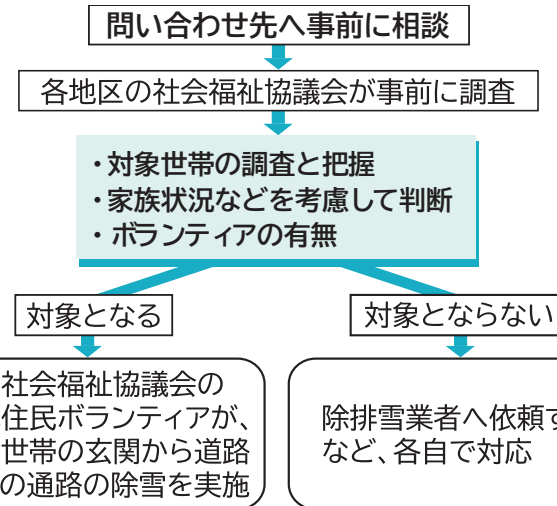 問い合わせ先へ事前に相談
各地区の社会福祉協議会が事前に調査
・対象世帯の調査と把握
・家族状況などを考慮して判断
・ボランティアの有無
対象となる
対象とならない
社会福祉協議会の
住民ボランティアが、
世帯の玄関から道路
の通路の除雪を実施
除排雪業者へ依頼す
など、各自で対応